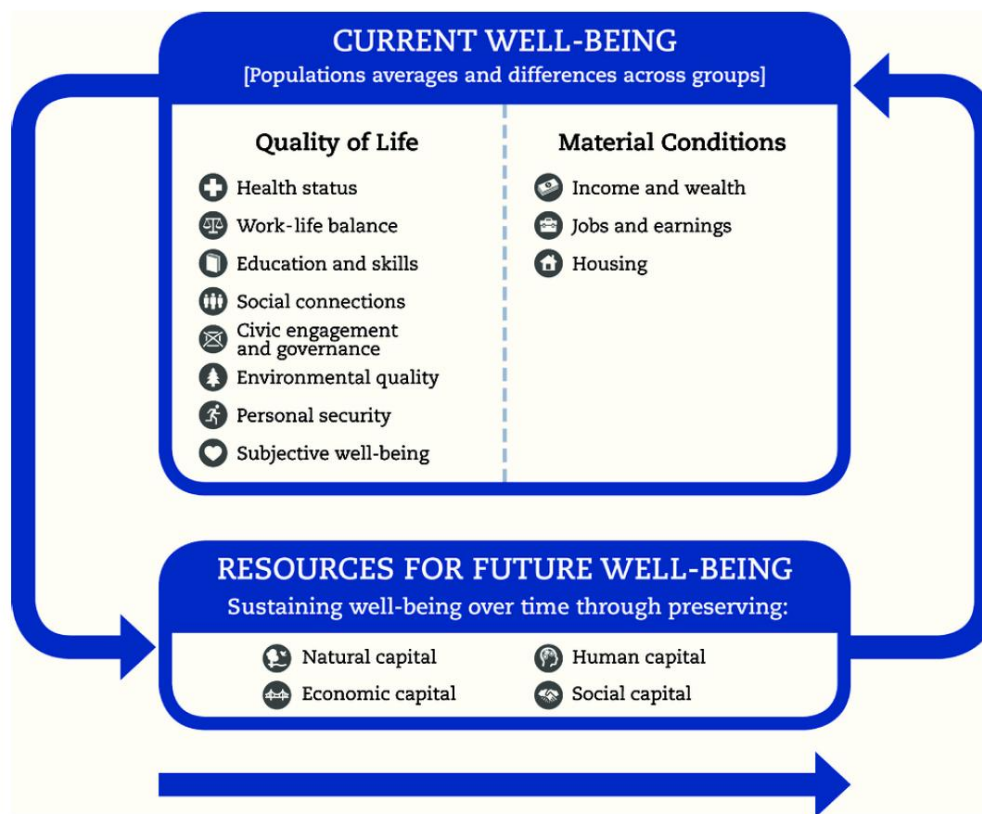 CURRENT WELL-BEING
[Populations averages and differences across groups]
Quality of Life
Health status
Work-life balance
Education and skills
Social connections
Civic engagement
and governance
Environmental quality
Personal security
Subjective well-being
Material Conditions
Income and wealth
Jobs and earnings
Housing
RESOURCES FOR FUTURE WELL-BEING
Sustaining well-being over time through preserving:
Natural capital
Human capital
Economic capital
Social capital